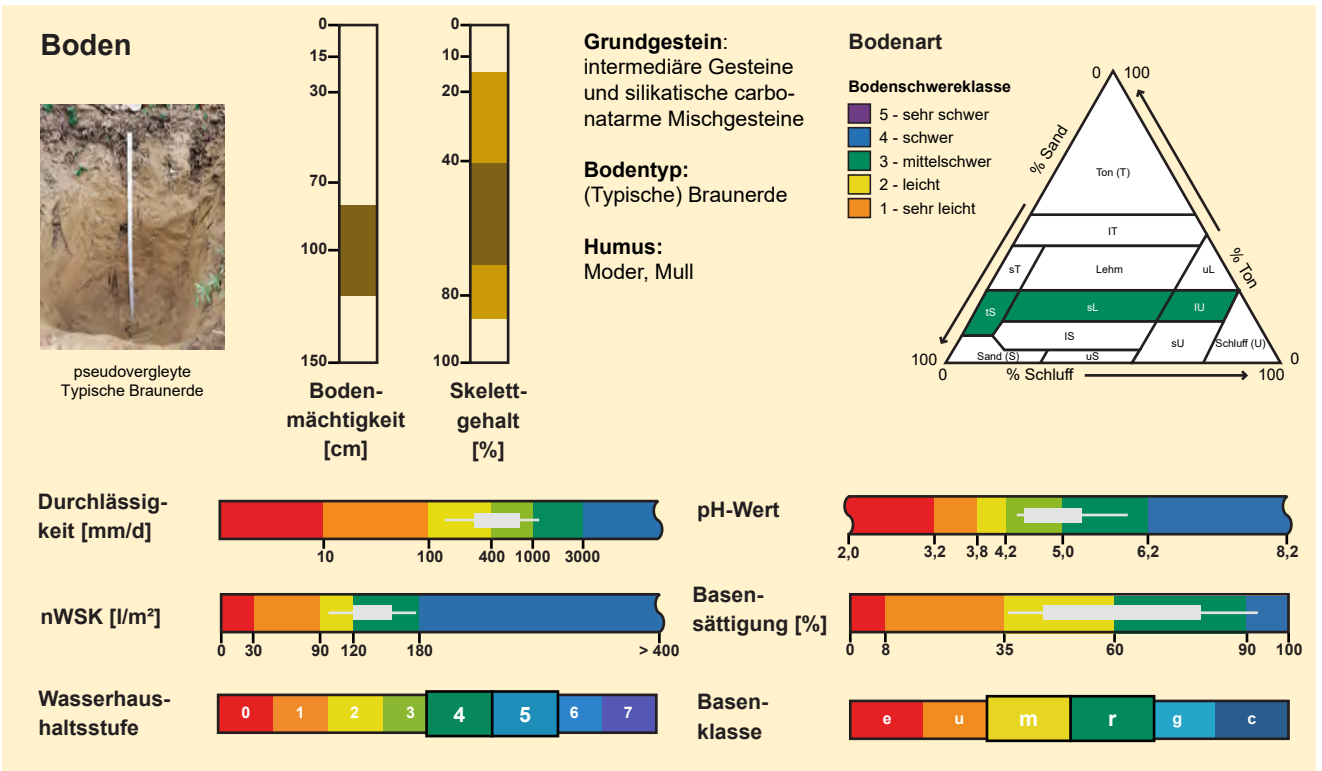 Boden
pseudovergleyte
Typische Braunerde
0
15
30
70
100
150
Boden-
mächtigkeit
[cm]
0
10
20
40
80
100
Skelett-
gehalt
[%]
Grundgestein:
intermediäre Gesteine
und silikatische carbo-
natarme Mischgesteine
Bodentyp:
(Typische) Braunerde
Humus:
Moder, Mull
Bodenart
Bodenschwereklasse
5 - sehr schwer
4 - schwer
3 - mittelschwer
2 - leicht
1 - sehr leicht
0 100
% Sand
% Ton
Ton (T)
lT
sT Lehm uL
tS sL lU
lS
Sand (S) uS sU Schluff (U)
100 0
0 % Schluff 100
Durchlässig-
keit [mm/d]
10 100 400 1000 3000
nWSK [l/m²]
0 30 90 120 180 > 400
Wasserhaus-
haltsstufe
0 1 2 3 4 5 6 7
pH-Wert
2,0 3,2 3,8 4,2 5,0 6,2 8,2
Basen-
sättigung [%]
0 8 35 60 90 100
Basen-
klasse
e u m r g c